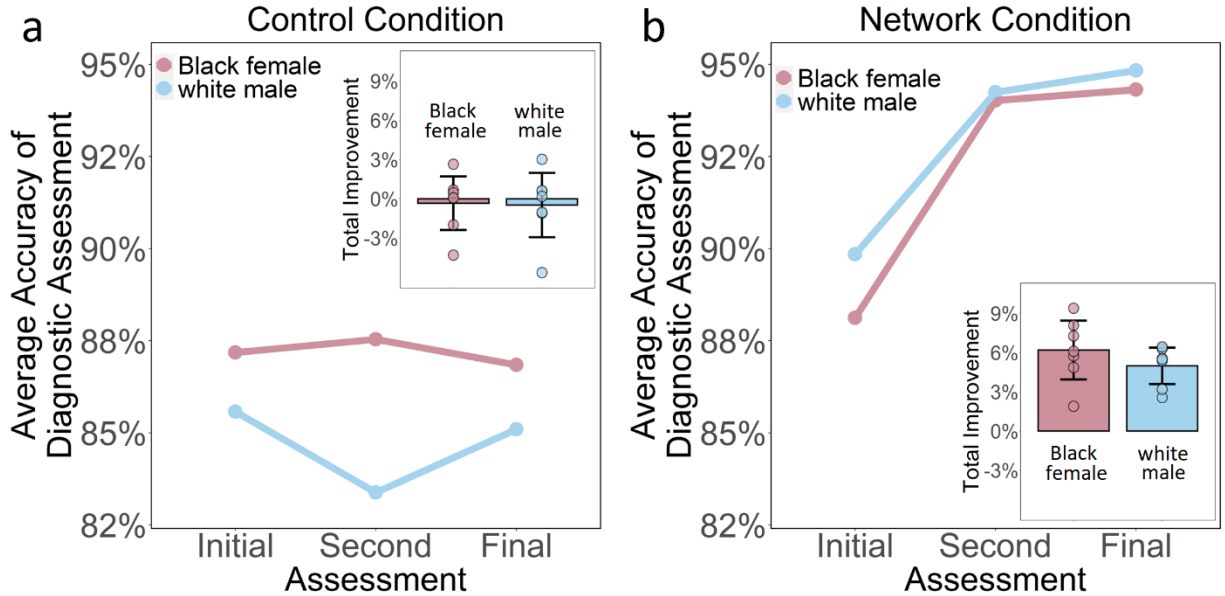 a
Control Condition
Average Accuracy of
Diagnostic Assessment
95%
92%
90%
88%
85%
82%
Black female
white male
Total Improvement
9%
6%
3%
0%
-3%
Black
female
white
male
Initial
Second
Final
Assessment
b
Network Condition
Average Accuracy of
Diagnostic Assessment
95%
92%
90%
88%
85%
82%
Black female
white male
Total Improvement
9%
6%
3%
0%
-3%
Black
female
white
male
Initial
Second
Final
Assessment